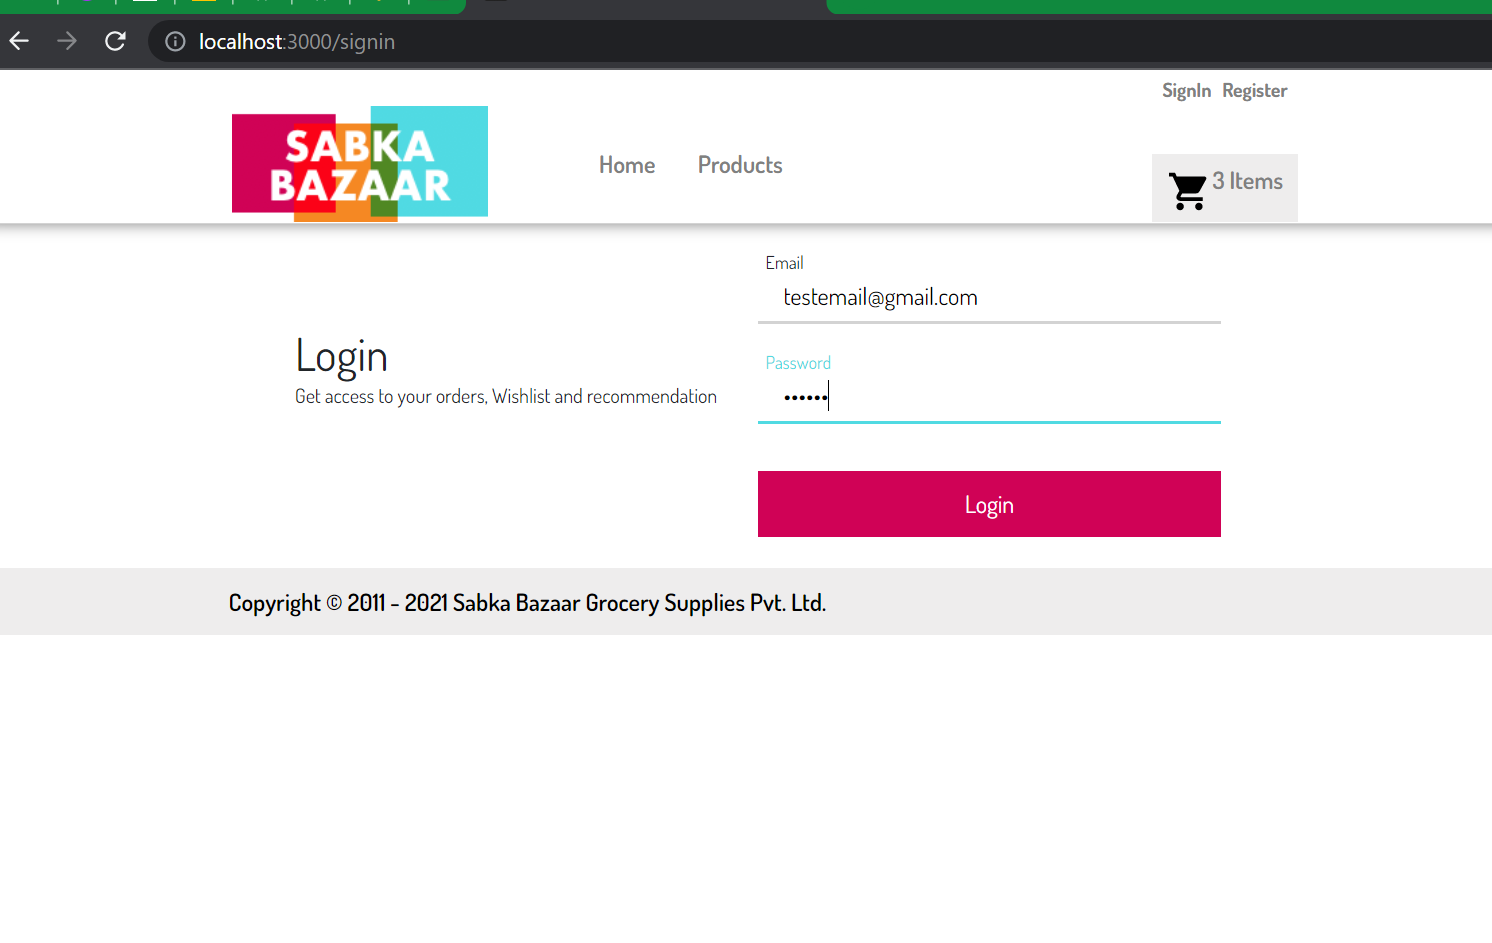 localhost:3000/signin
SignIn Register
SABKA
BAZAAR
Home Products
3 Items
Email
testemail@gmail.com
Login
Get access to your orders, Wishlist and recommendation
Password
••••••
Login
Copyright © 2011 - 2021 Sabka Bazaar Grocery Supplies Pvt. Ltd.